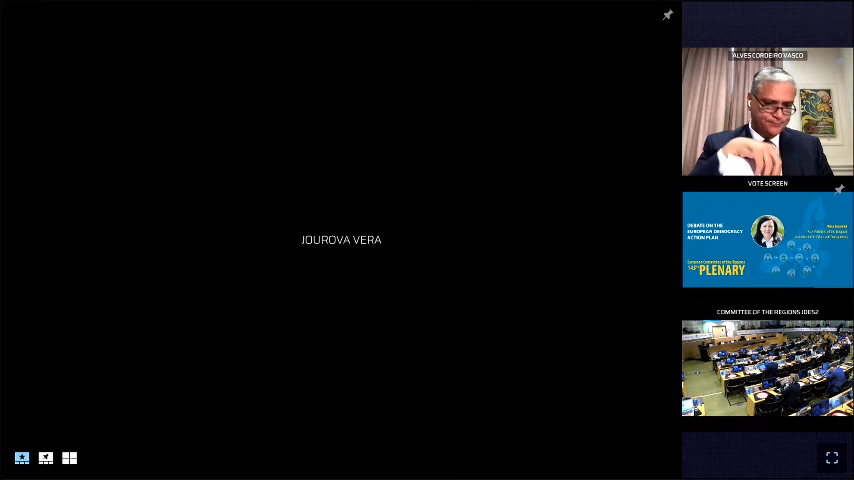 ALVES CORDEIRO VASCO
VOTE SCREEN
DEBATE ON THE
EUROPEAN DEMOCRACY
ACTION PLAN
European Committee of the Regions
PLENARY
JOUROVA VERA
COMMITTEE OF THE REGIONS JDE52